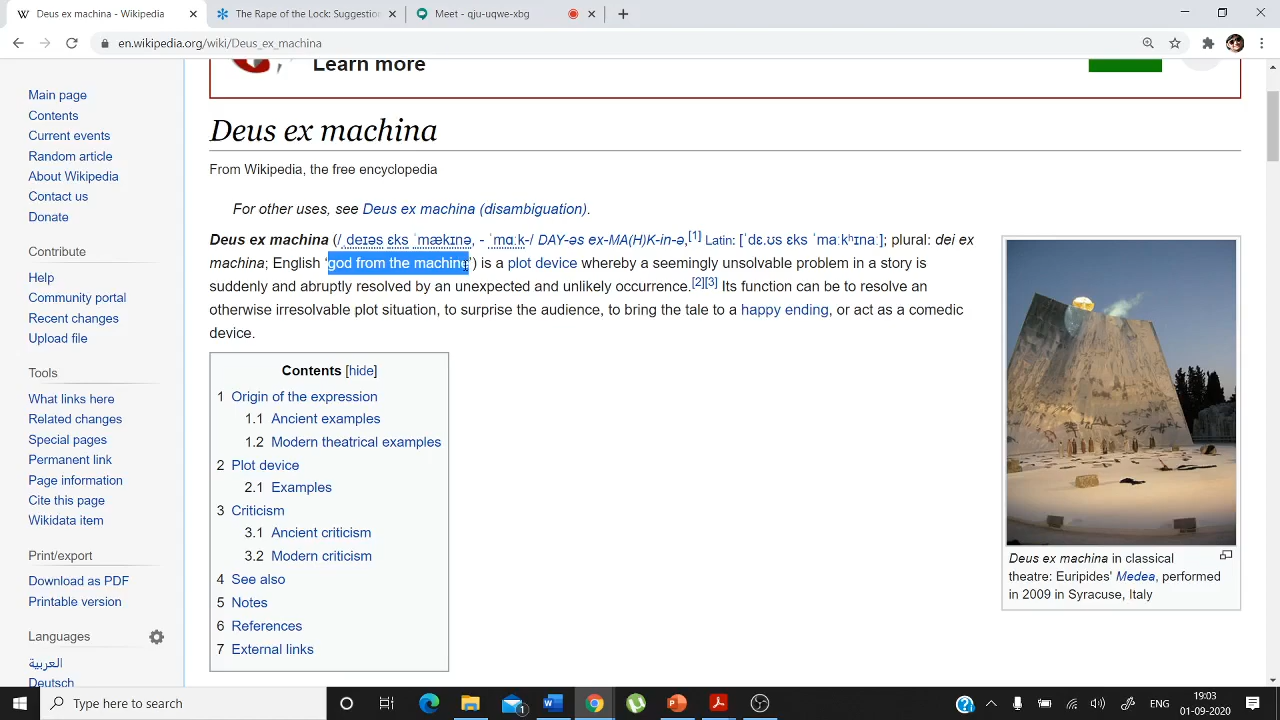 Deus ex machina - Wikipedia
The Rape of the Lock: Suggestion
Meet - qju-uqwe-xbg
en.wikipedia.org/wiki/Deus_ex_machina
Learn more
Main page
Contents
Current events
Random article
About Wikipedia
Contact us
Donate
Contribute
Help
Community portal
Recent changes
Upload file
Tools
What links here
Related changes
Special pages
Permanent link
Page information
Cite this page
Wikidata item
Print/export
Download as PDF
Printable version
Languages
العربية
Deutsch
Deus ex machina
From Wikipedia, the free encyclopedia
For other uses, see Deus ex machina (disambiguation).
Deus ex machina (/ˌdeɪəs ɛks ˈmækɪnə, - ˈmɑːk-/ DAY-əs ex-MA(H)K-in-ə,[1] Latin: [ˈdɛ.ʊs ɛks ˈmaːkʰɪnaː]; plural: dei ex
machina; English ‘god from the machine’) is a plot device whereby a seemingly unsolvable problem in a story is
suddenly and abruptly resolved by an unexpected and unlikely occurrence.[2][3] Its function can be to resolve an
otherwise irresolvable plot situation, to surprise the audience, to bring the tale to a happy ending, or act as a comedic
device.
Contents [hide]
1 Origin of the expression
1.1 Ancient examples
1.2 Modern theatrical examples
2 Plot device
2.1 Examples
3 Criticism
3.1 Ancient criticism
3.2 Modern criticism
4 See also
5 Notes
6 References
7 External links
Deus ex machina in classical
theatre: Euripides' Medea, performed
in 2009 in Syracuse, Italy
Type here to search
1
ENG
19:03
01-09-2020